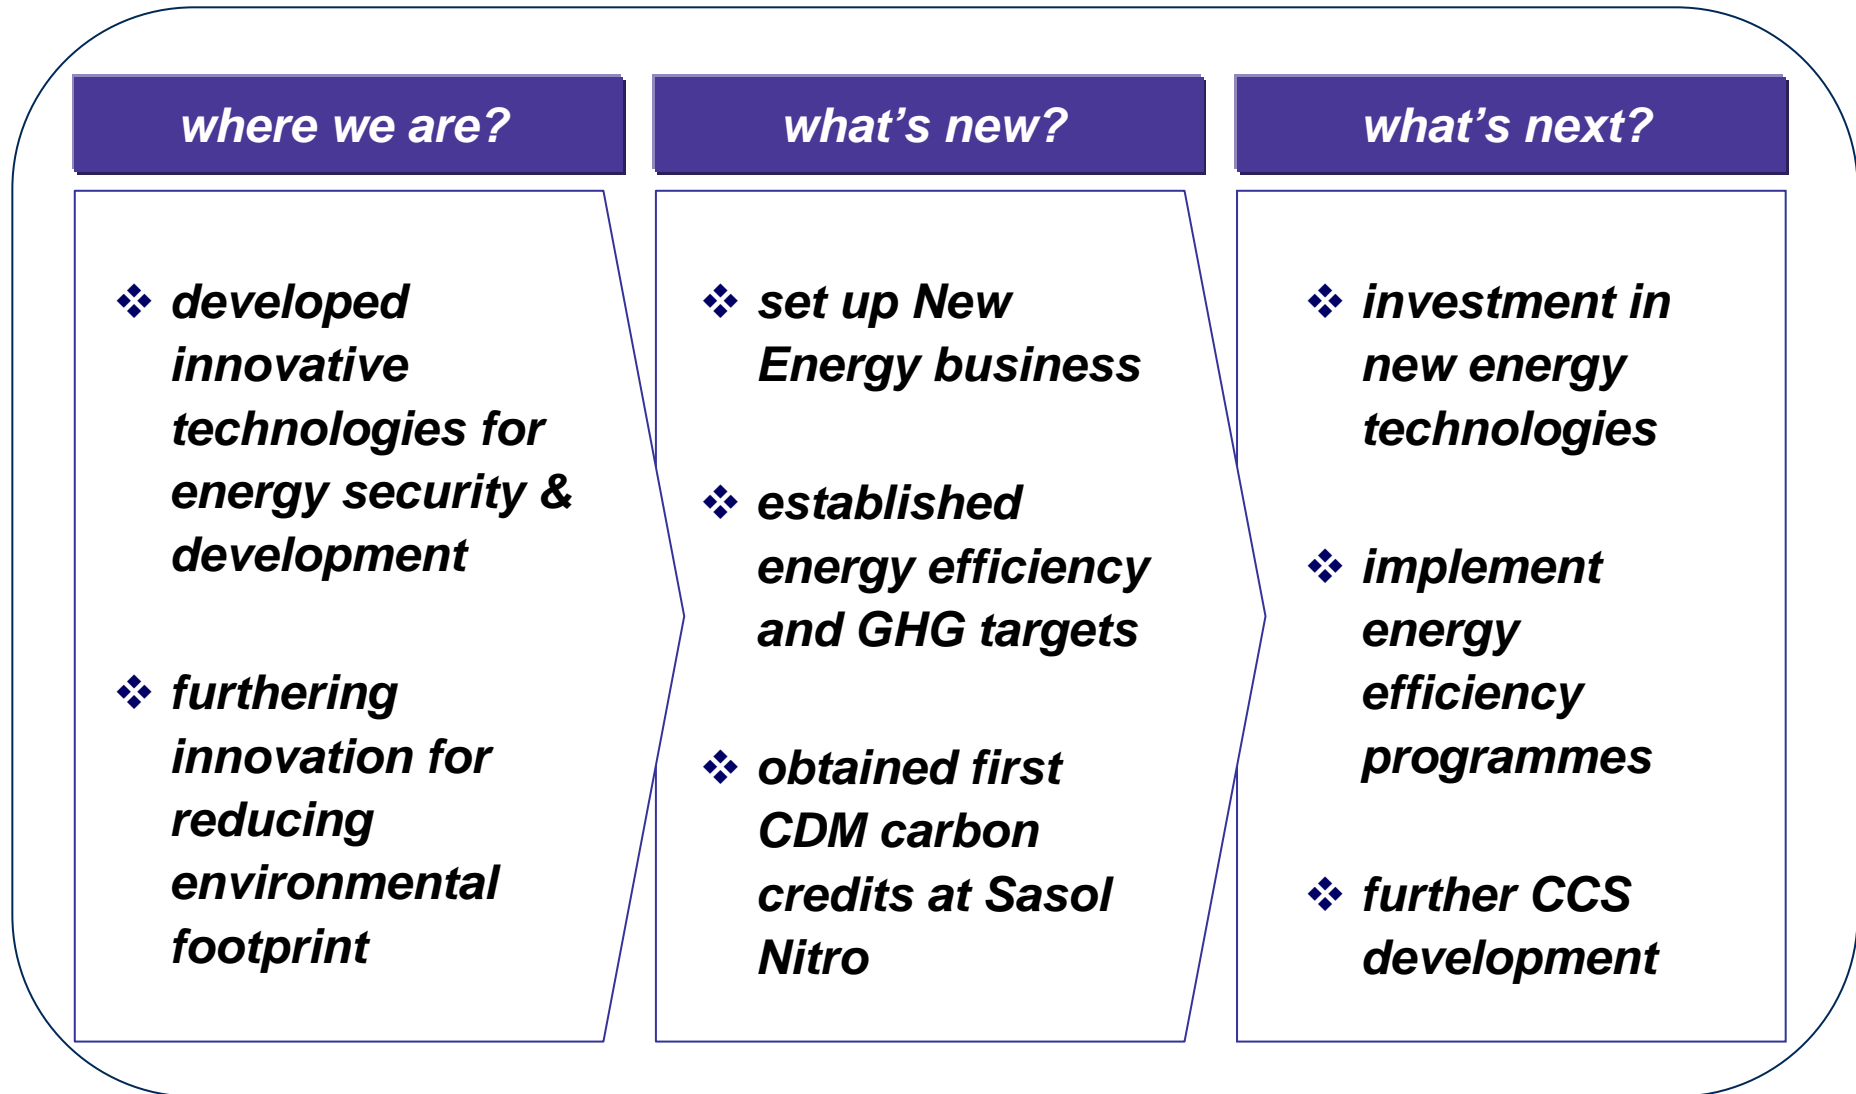 where we are?
developed
innovative
technologies for
energy security &
development
furthering
innovation for
reducing
environmental
footprint
what's new?
set up New
Energy business
established
energy efficiency
and GHG targets
obtained first
CDM carbon
credits at Sasol
Nitro
what's next?
investment in
new energy
technologies
implement
energy
efficiency
programmes
further CCS
development